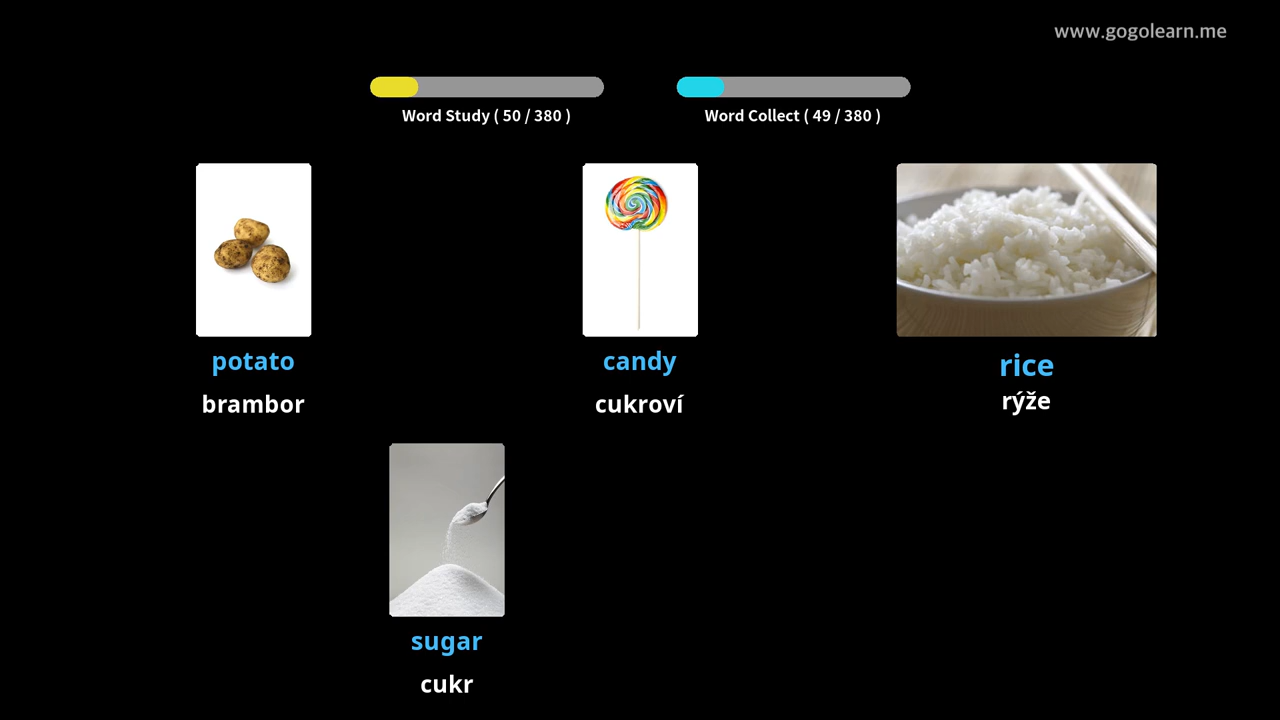 www.gogolearn.me
Word Study ( 50 / 380 )
Word Collect ( 49 / 380 )
potato
brambor
candy
cukroví
rice
rýže
sugar
cukr